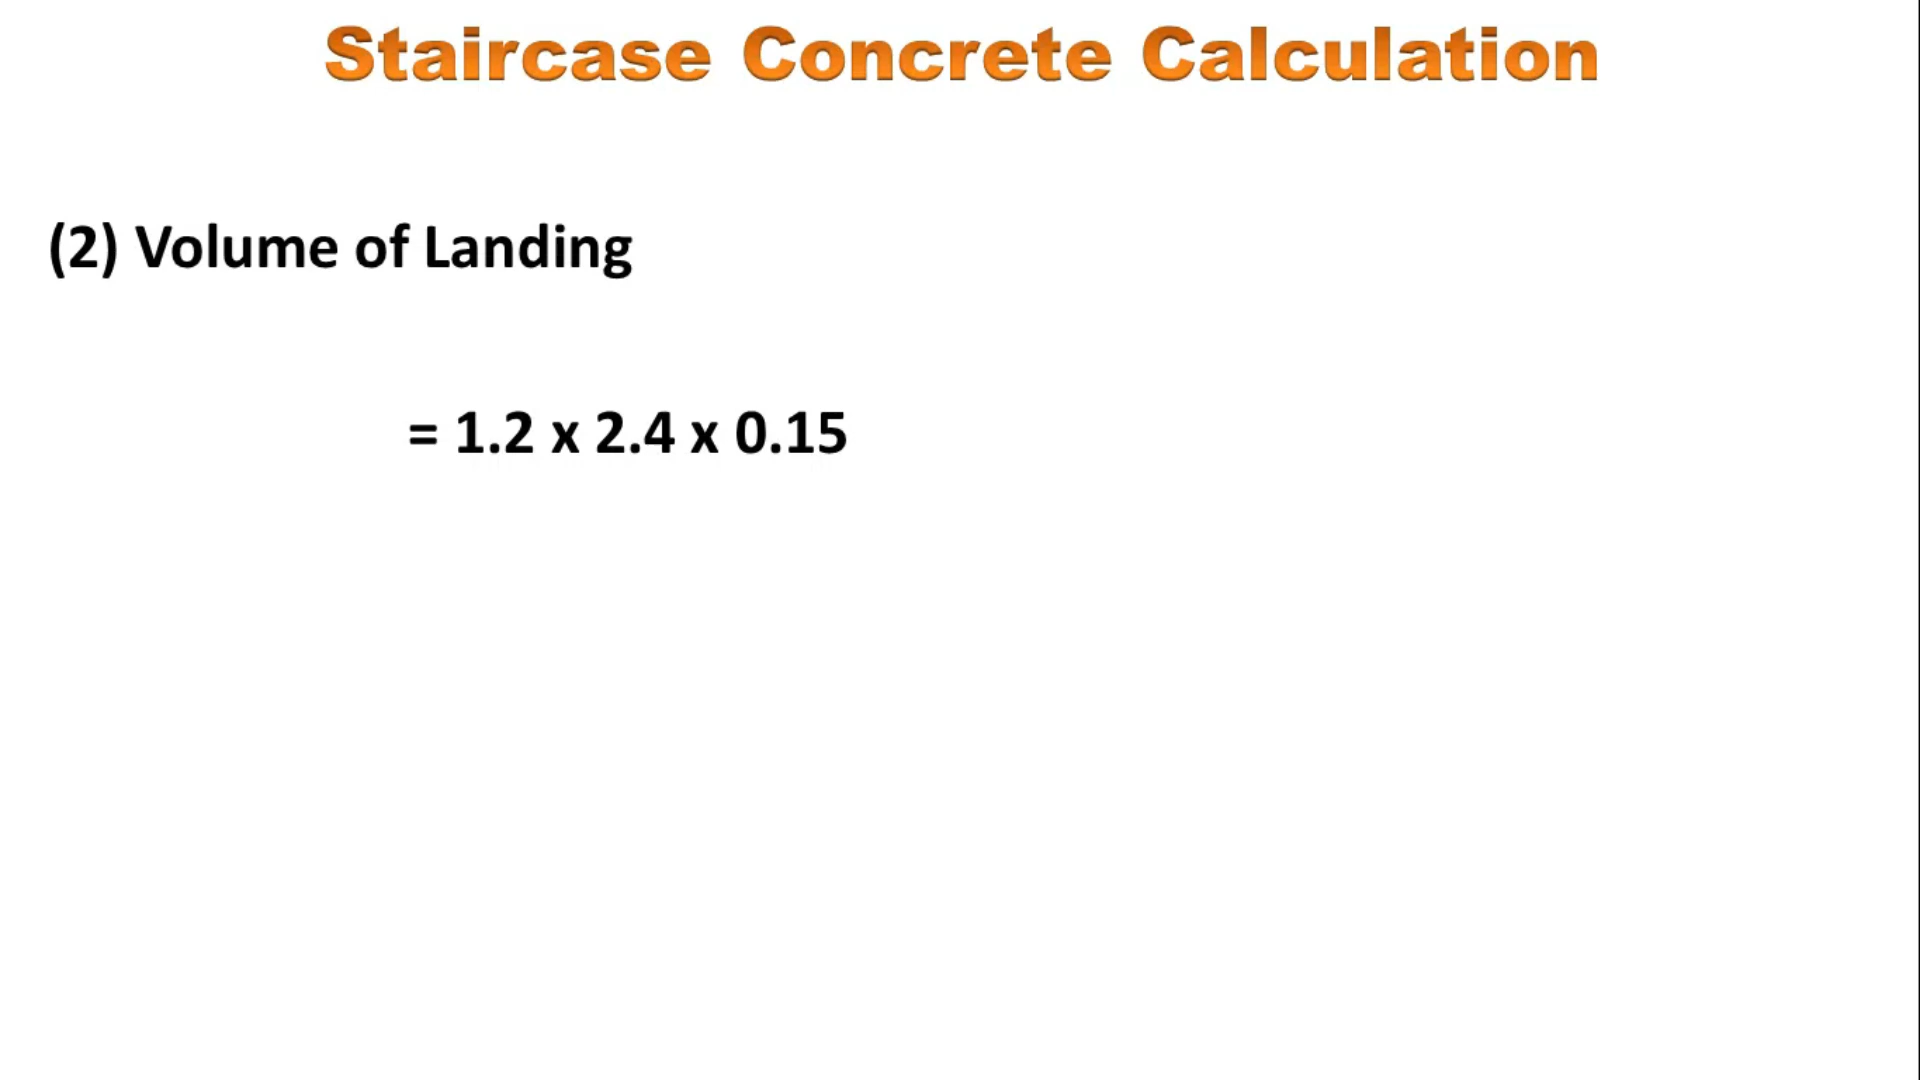 Staircase Concrete Calculation
(2) Volume of Landing
= 1.2 x 2.4 x 0.15